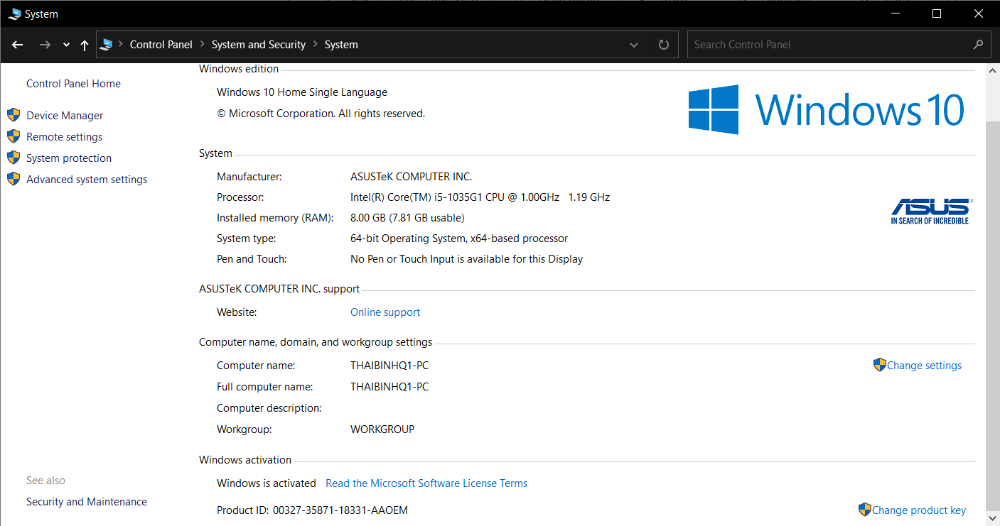 System
Control Panel > System and Security > System
Search Control Panel
Control Panel Home
Device Manager
Remote settings
System protection
Advanced system settings
See also
Security and Maintenance
Windows edition
Windows 10 Home Single Language
© Microsoft Corporation. All rights reserved.
Windows 10
System
Manufacturer: ASUSTeK COMPUTER INC.
Processor: Intel(R) Core(TM) i5-1035G1 CPU @ 1.00GHz 1.19 GHz
Installed memory (RAM): 8.00 GB (7.81 GB usable)
System type: 64-bit Operating System, x64-based processor
Pen and Touch: No Pen or Touch Input is available for this Display
ASUS®
IN SEARCH OF INCREDIBLE
ASUSTeK COMPUTER INC. support
Website: Online support
Computer name, domain, and workgroup settings
Computer name: THAIBINHQ1-PC
Change settings
Full computer name: THAIBINHQ1-PC
Computer description:
Workgroup: WORKGROUP
Windows activation
Windows is activated Read the Microsoft Software License Terms
Product ID: 00327-35871-18331-AAOEM
Change product key